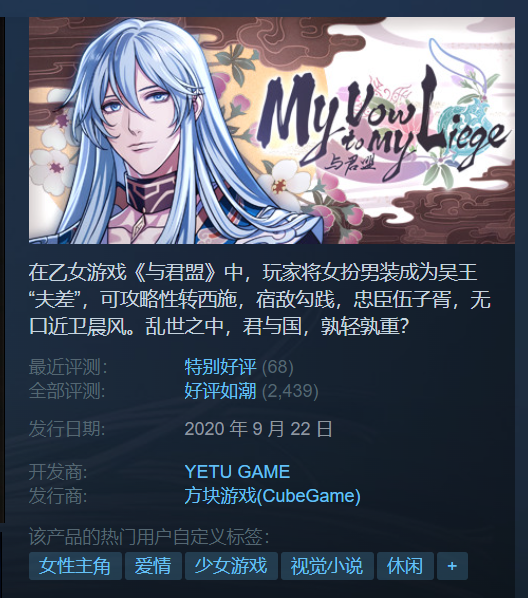 My Vow
to My Liege
与君盟
在乙女游戏《与君盟》中，玩家将女扮男装成为吴王
“夫差”，可攻略性转西施，宿敌勾践，忠臣伍子胥，无
口近卫晨风。乱世之中，君与国，孰轻孰重？
最近评测： 特别好评 (68)
全部评测： 好评如潮 (2,439)
发行日期： 2020 年 9 月 22 日
开发商： YETU GAME
发行商： 方块游戏(CubeGame)
该产品的热门用户自定义标签：
女性主角 爱情 少女游戏 视觉小说 休闲 +